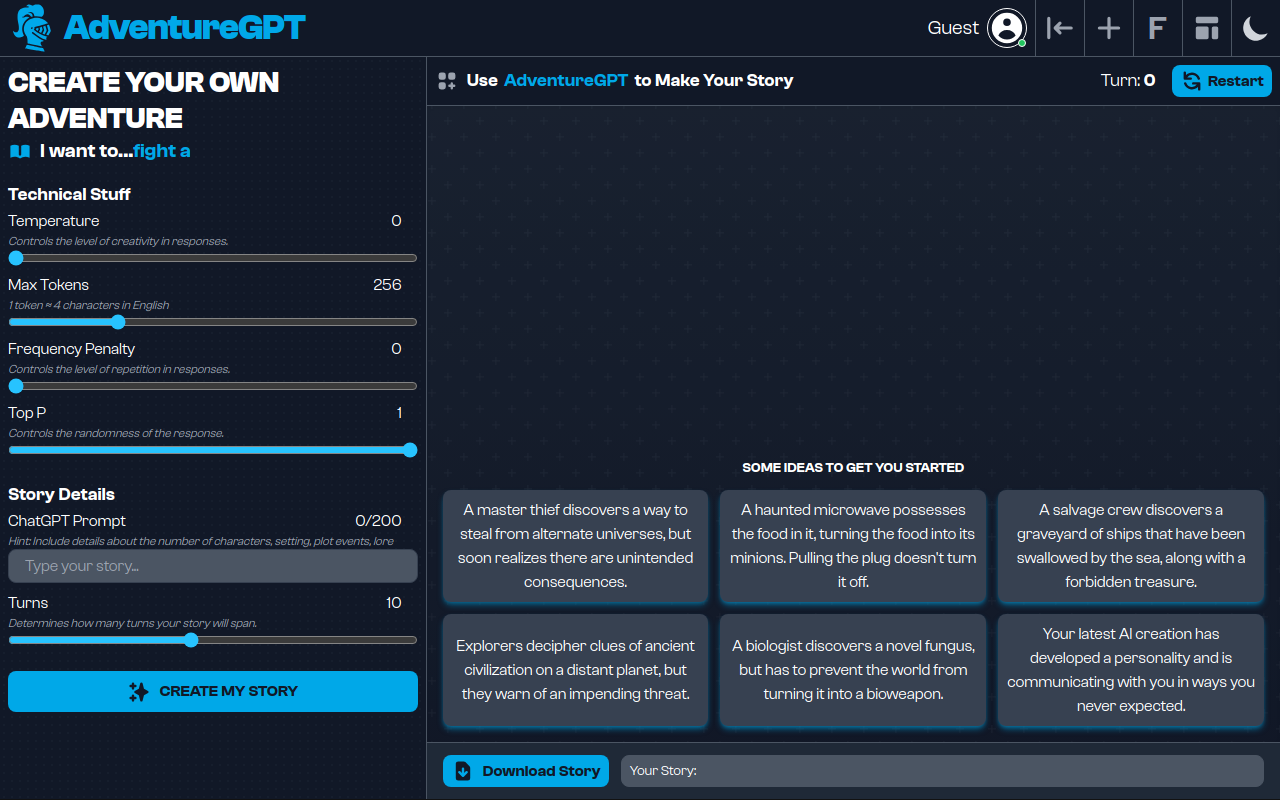 AdventureGPT
Guest
F
CREATE YOUR OWN
ADVENTURE
I want to...fight a
Technical Stuff
Temperature 0
Controls the level of creativity in responses.
Max Tokens 256
1 token ≈ 4 characters in English
Frequency Penalty 0
Controls the level of repetition in responses.
Top P 1
Controls the randomness of the response.
Story Details
ChatGPT Prompt 0/200
Hint: Include details about the number of characters, setting, plot events, lore
Type your story...
Turns 10
Determines how many turns your story will span.
CREATE MY STORY
Use AdventureGPT to Make Your Story
Turn: 0
Restart
SOME IDEAS TO GET YOU STARTED
A master thief discovers a way to
steal from alternate universes, but
soon realizes there are unintended
consequences.
A haunted microwave possesses
the food in it, turning the food into its
minions. Pulling the plug doesn't turn
it off.
A salvage crew discovers a
graveyard of ships that have been
swallowed by the sea, along with a
forbidden treasure.
Explorers decipher clues of ancient
civilization on a distant planet, but
they warn of an impending threat.
A biologist discovers a novel fungus,
but has to prevent the world from
turning it into a bioweapon.
Your latest AI creation has
developed a personality and is
communicating with you in ways you
never expected.
Download Story
Your Story: